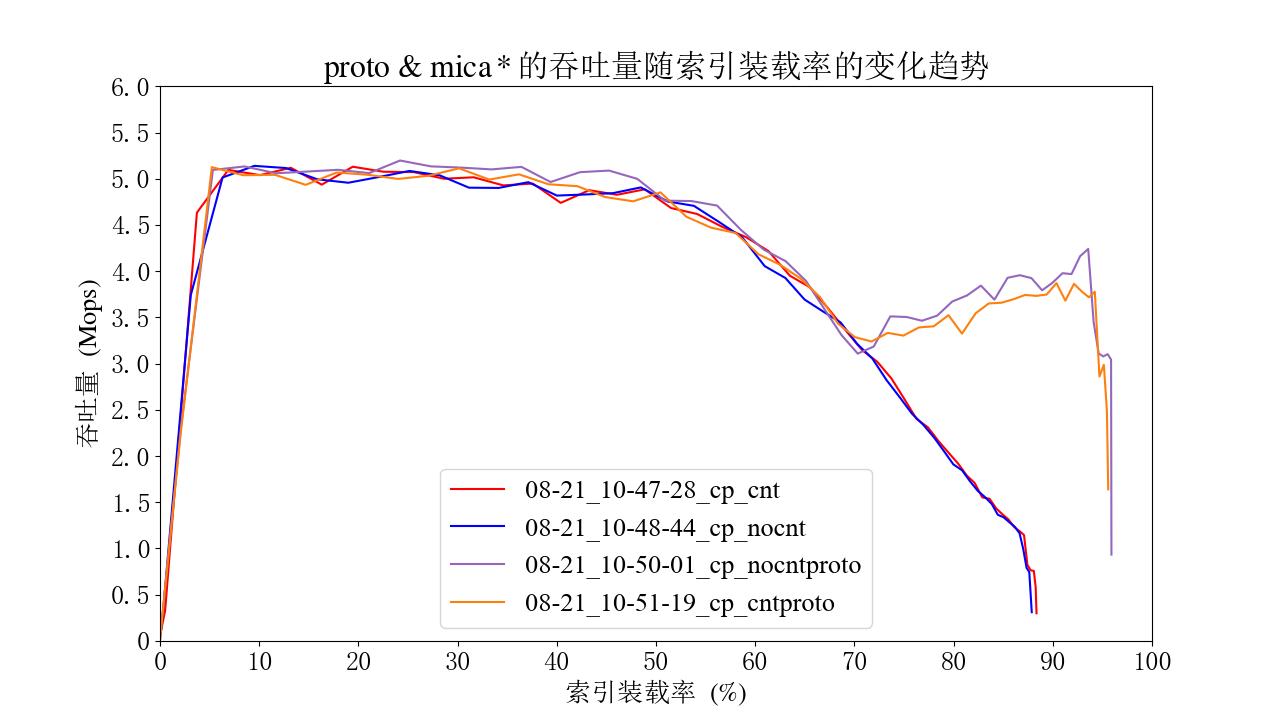 proto & mica* 的吞吐量随索引装载率的变化趋势
6.0
5.5
5.0
4.5
4.0
3.5
3.0
2.5
2.0
1.5
1.0
0.5
0
吞吐量 (Mops)
08-21_10-47-28_cp_cnt
08-21_10-48-44_cp_nocnt
08-21_10-50-01_cp_nocntproto
08-21_10-51-19_cp_cntproto
0 10 20 30 40 50 60 70 80 90 100
索引装载率 (%)